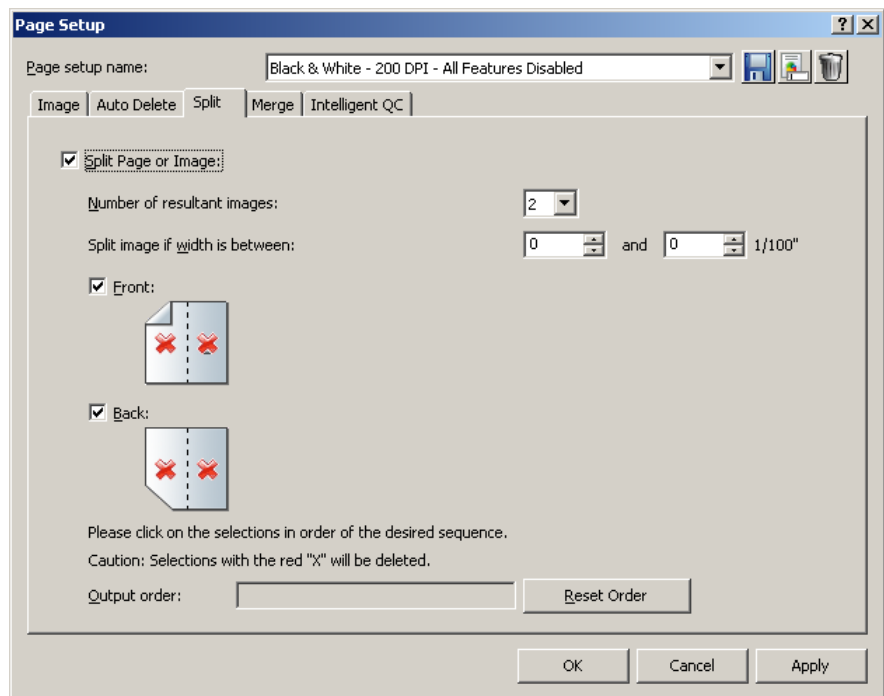 Page Setup
Page setup name: Black & White - 200 DPI - All Features Disabled
Image Auto Delete Split Merge Intelligent QC
Split Page or Image:
Number of resultant images: 2
Split image if width is between: 0 and 0 1/100"
Front:
Back:
Please click on the selections in order of the desired sequence.
Caution: Selections with the red "X" will be deleted.
Output order: Reset Order
OK Cancel Apply